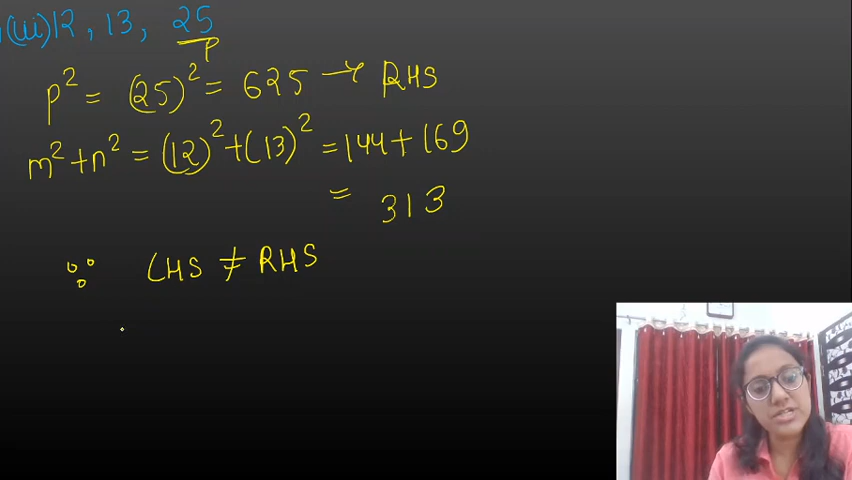 (iii) 12, 13, 25
p
p² = (25)² = 625 → RHS
m² + n² = (12)² + (13)² = 144 + 169
= 313
∵ LHS ≠ RHS